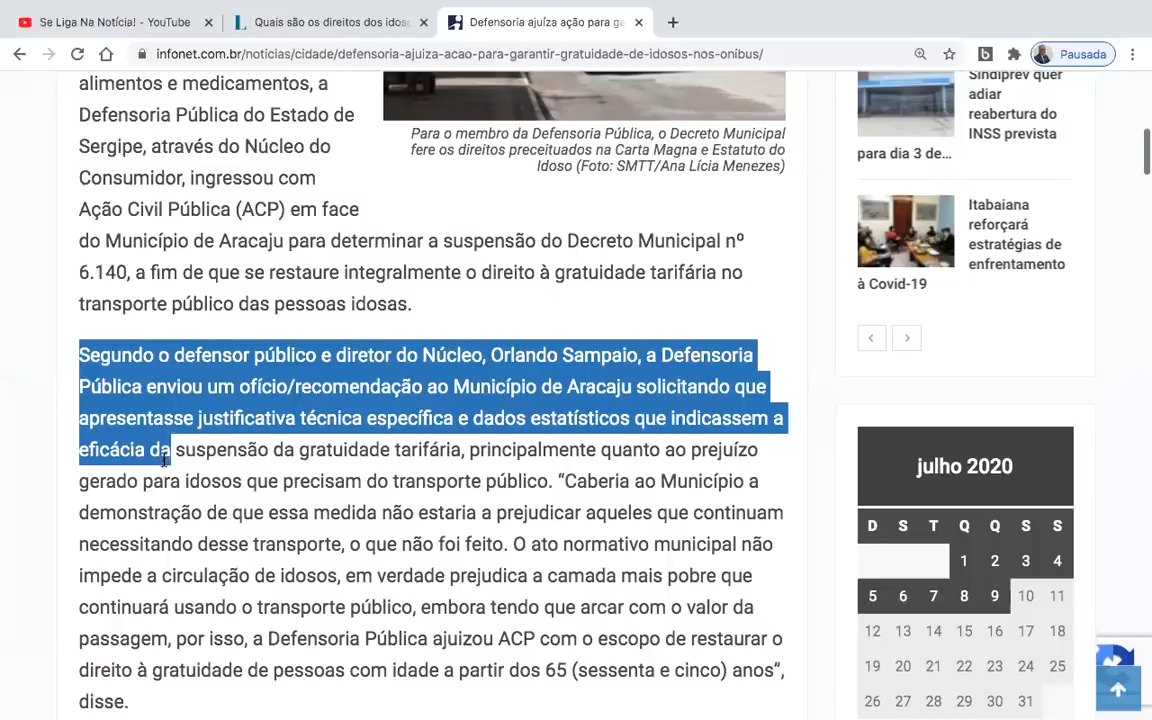 Se Liga Na Notícia! - YouTube
Quais são os direitos dos idos
Defensoria ajuíza ação para ga
infonet.com.br/noticias/cidade/defensoria-ajuiza-acao-para-garantir-gratuidade-de-idosos-nos-onibus/
Pausada
alimentos e medicamentos, a
Defensoria Pública do Estado de
Sergipe, através do Núcleo do
Consumidor, ingressou com
Ação Civil Pública (ACP) em face
do Município de Aracaju para determinar a suspensão do Decreto Municipal nº
6.140, a fim de que se restaure integralmente o direito à gratuidade tarifária no
transporte público das pessoas idosas.
Para o membro da Defensoria Pública, o Decreto Municipal
fere os direitos preceituados na Carta Magna e Estatuto do
Idoso (Foto: SMTT/Ana Lícia Menezes)
Segundo o defensor público e diretor do Núcleo, Orlando Sampaio, a Defensoria
Pública enviou um ofício/recomendação ao Município de Aracaju solicitando que
apresentasse justificativa técnica específica e dados estatísticos que indicassem a
eficácia da suspensão da gratuidade tarifária, principalmente quanto ao prejuízo
gerado para idosos que precisam do transporte público. “Caberia ao Município a
demonstração de que essa medida não estaria a prejudicar aqueles que continuam
necessitando desse transporte, o que não foi feito. O ato normativo municipal não
impede a circulação de idosos, em verdade prejudica a camada mais pobre que
continuará usando o transporte público, embora tendo que arcar com o valor da
passagem, por isso, a Defensoria Pública ajuizou ACP com o escopo de restaurar o
direito à gratuidade de pessoas com idade a partir dos 65 (sessenta e cinco) anos“,
disse.
Sindiprev quer
adiar
reabertura do
INSS prevista
para dia 3 de...
Itabaiana
reforçará
estratégias de
enfrentamento
à Covid-19
julho 2020
D S T Q Q S S
1 2 3 4
5 6 7 8 9 10 11
12 13 14 15 16 17 18
19 20 21 22 23 24 25
26 27 28 29 30 31